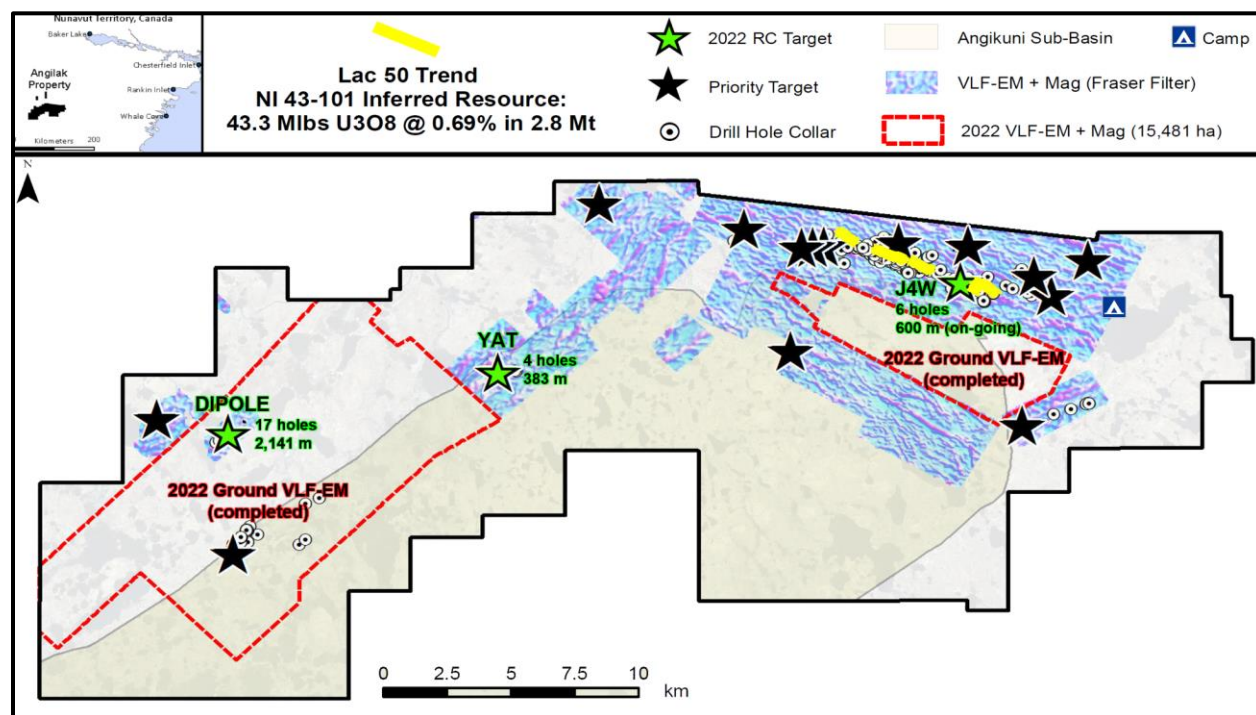 Nunavut Territory, Canada
Baker Lake
Chesterfield Inlet
Angilak
Property
Rankin Inlet
Whale Cove
Kilometers
0
200
Lac 50 Trend
NI 43-101 Inferred Resource:
43.3 Mlbs U3O8 @ 0.69% in 2.8 Mt
2022 RC Target
Angikuni Sub-Basin
Camp
Priority Target
VLF-EM + Mag (Fraser Filter)
Drill Hole Collar
2022 VLF-EM + Mag (15,481 ha)
N
J4W
6 holes
600 m (on-going)
YAT
4 holes
383 m
2022 Ground VLF-EM
(completed)
DIPOLE
17 holes
2,141 m
2022 Ground VLF-EM
(completed)
0 2.5 5 7.5 10
km